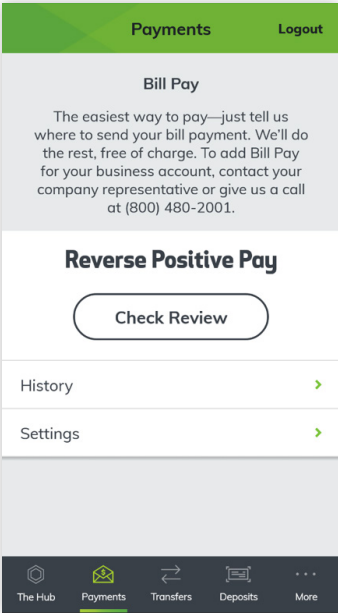 Payments
Logout
Bill Pay
The easiest way to pay—just tell us
where to send your bill payment. We’ll do
the rest, free of charge. To add Bill Pay
for your business account, contact your
company representative or give us a call
at (800) 480-2001.
Reverse Positive Pay
Check Review
History
Settings
The Hub
Payments
Transfers
Deposits
More